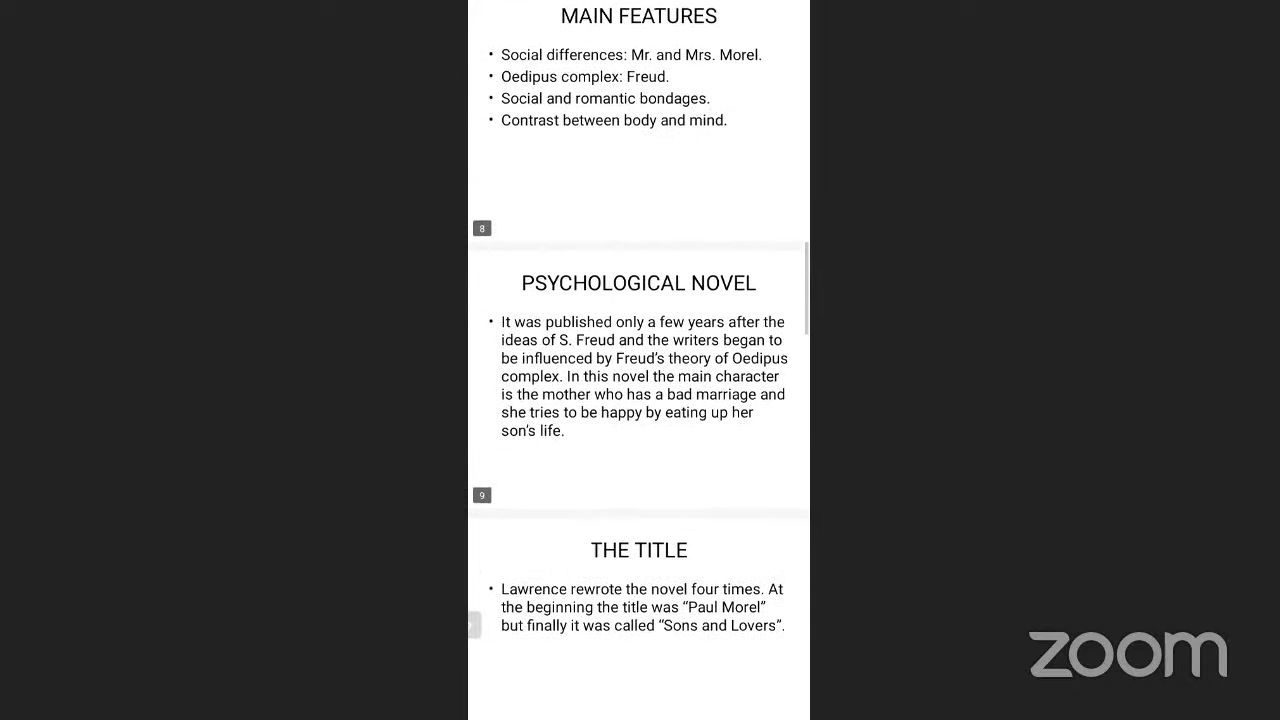 MAIN FEATURES
• Social differences: Mr. and Mrs. Morel.
• Oedipus complex: Freud.
• Social and romantic bondages.
• Contrast between body and mind.
8
PSYCHOLOGICAL NOVEL
• It was published only a few years after the
ideas of S. Freud and the writers began to
be influenced by Freud's theory of Oedipus
complex. In this novel the main character
is the mother who has a bad marriage and
she tries to be happy by eating up her
son's life.
9
THE TITLE
• Lawrence rewrote the novel four times. At
the beginning the title was “Paul Morel”
but finally it was called “Sons and Lovers”.
zoom